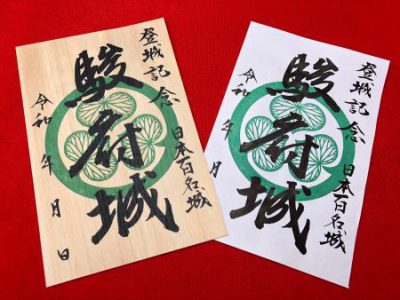 登城記念
駿府城
日本百名城
令和 年 月 日
登城記念
駿府城
日本百名城
令和 年 月